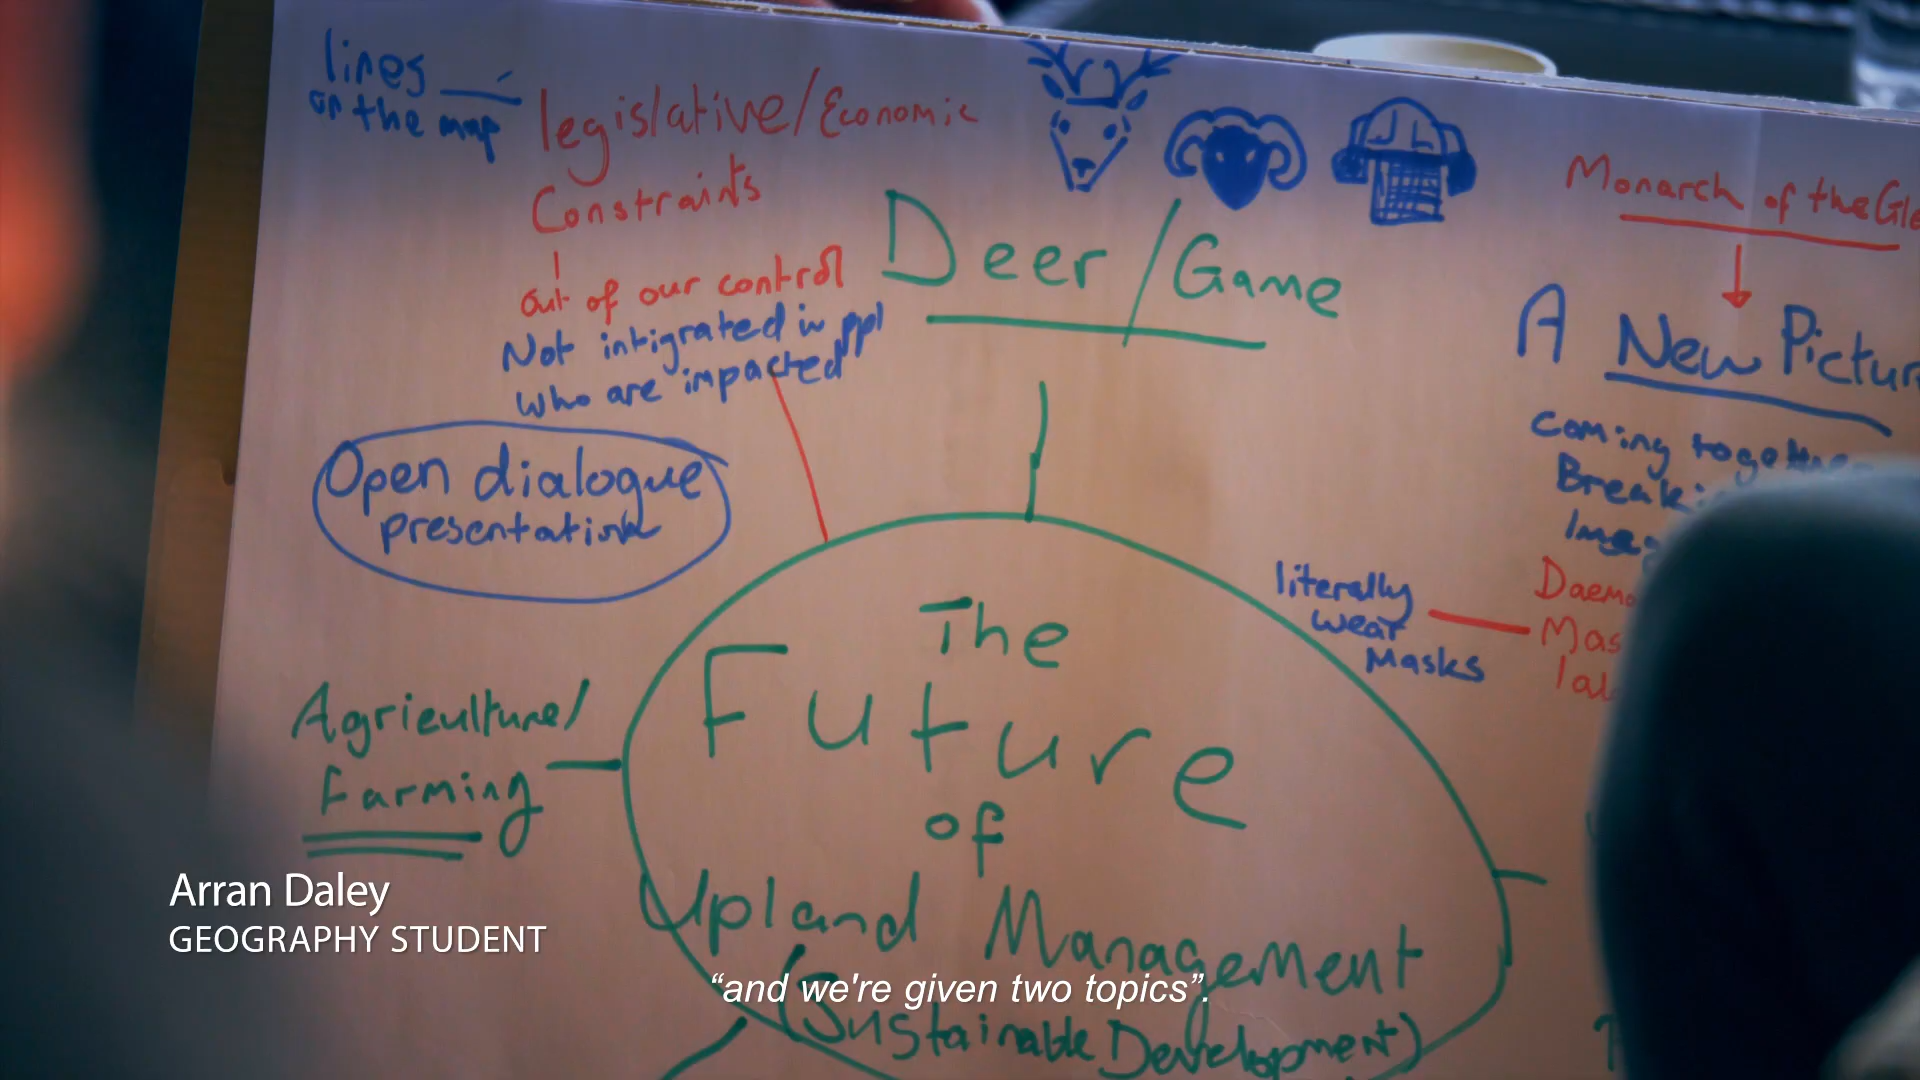 lines
on the map
legislative/Economic
Constraints
out of our control
Not intigrated in ppl
who are impacted
Deer/Game
Monarch of the
A New
Coming
Open dialogue
presentation
literally
wear
Masks
The
Future
of
Upland Management
(Sustainable Development)
Agriculture/
Farming
Arran Daley
GEOGRAPHY STUDENT
“and we're given two topics”.